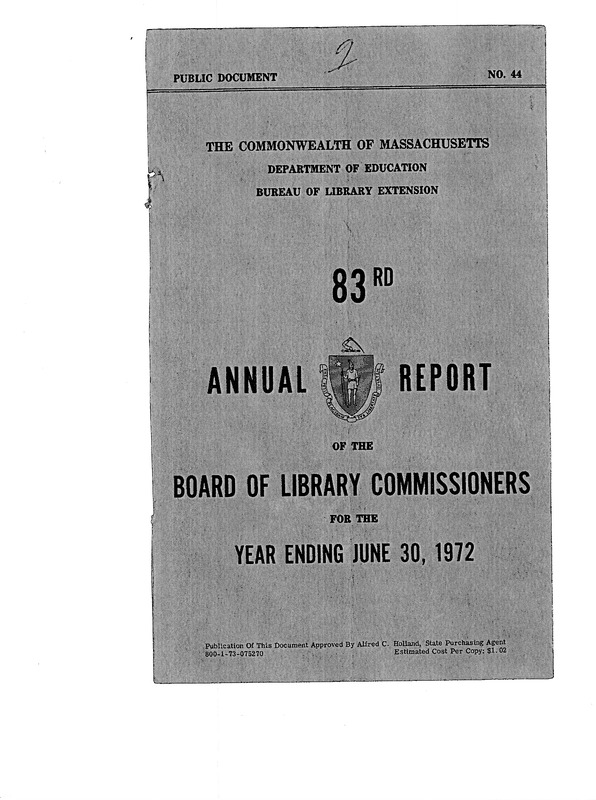 2
PUBLIC DOCUMENT NO. 44
THE COMMONWEALTH OF MASSACHUSETTS
DEPARTMENT OF EDUCATION
BUREAU OF LIBRARY EXTENSION
83RD
ANNUAL REPORT
OF THE
BOARD OF LIBRARY COMMISSIONERS
FOR THE
YEAR ENDING JUNE 30, 1972
Publication Of This Document Approved By Alfred C. Holland, State Purchasing Agent
800-1-73-075270 Estimated Cost Per Copy: $1.02